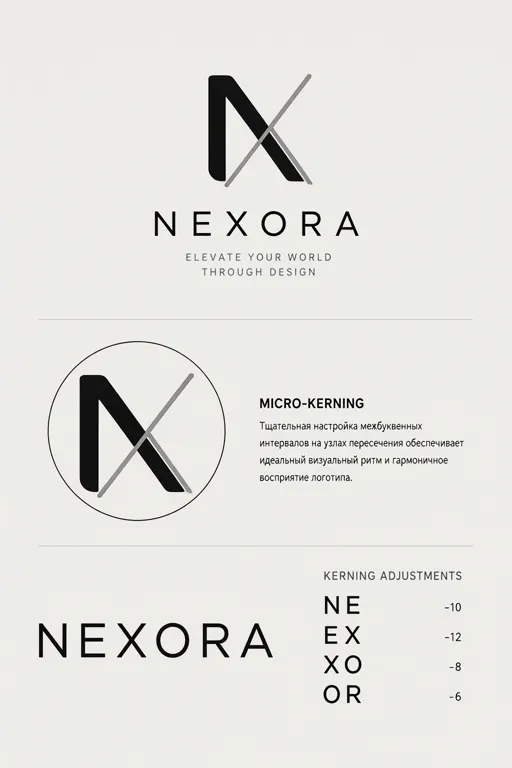 NEXORA
ELEVATE YOUR WORLD
THROUGH DESIGN
MICRO-KERNING
Тщательная настройка межбуквенных
интервалов на узлах пересечения обеспечивает
идеальный визуальный ритм и гармоничное
восприятие логотипа.
KERNING ADJUSTMENTS
NEXORA
NE -10
EX -12
XO -8
OR -6